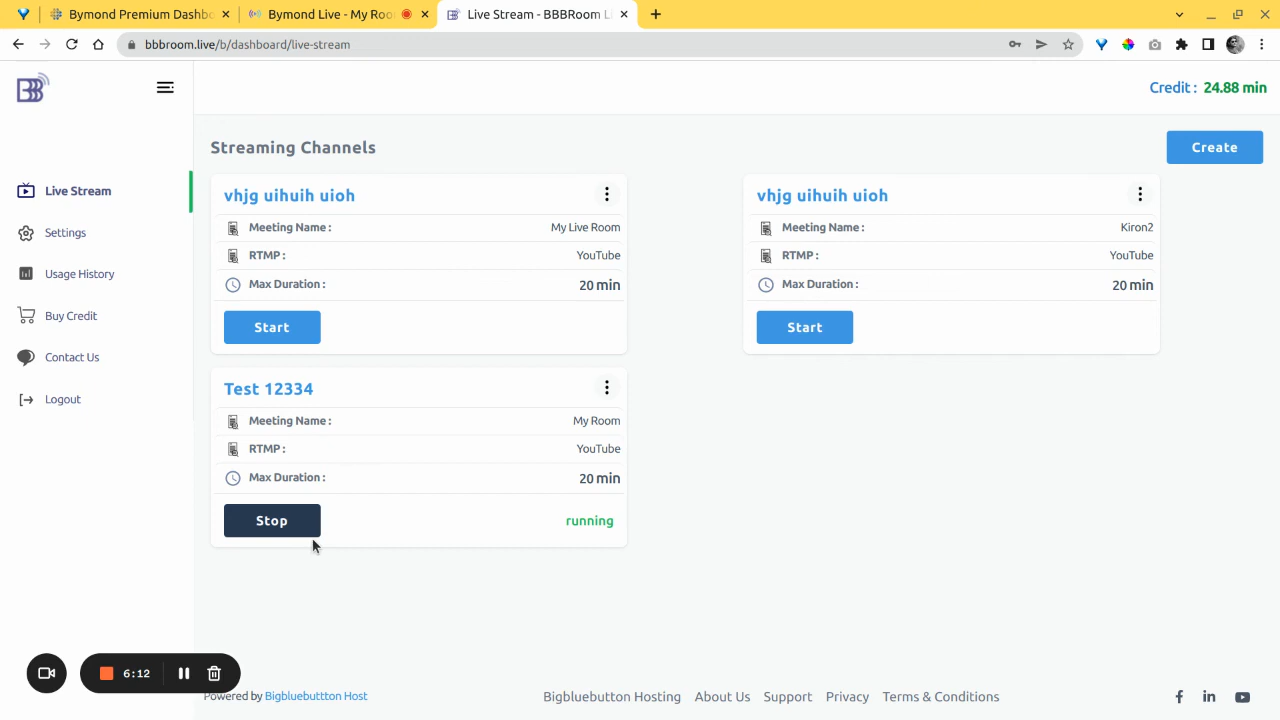 Bymond Premium Dashbo
Bymond Live - My Roo
Live Stream - BBBRoom L
bbbroom.live/b/dashboard/live-stream
BBB
Credit : 24.88 min
Streaming Channels
Create
Live Stream
Settings
Usage History
Buy Credit
Contact Us
Logout
vhjg uihuih uioh
Meeting Name : My Live Room
RTMP : YouTube
Max Duration : 20 min
Start
vhjg uihuih uioh
Meeting Name : Kiron2
RTMP : YouTube
Max Duration : 20 min
Start
Test 12334
Meeting Name : My Room
RTMP : YouTube
Max Duration : 20 min
Stop running
6:12
Powered by Bigbluebuttton Host
Bigbluebutton Hosting About Us Support Privacy Terms & Conditions